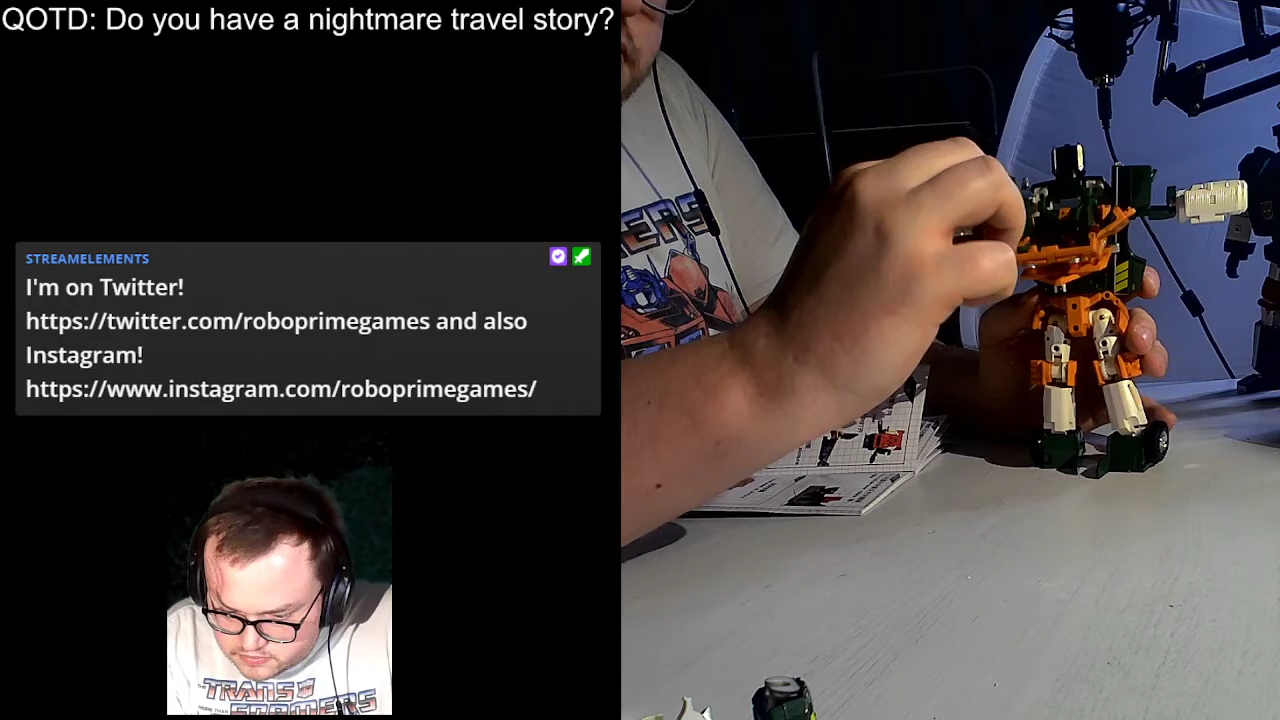 QOTD: Do you have a nightmare travel story?
STREAMELEMENTS
I'm on Twitter!
https://twitter.com/roboprimegames and also
Instagram!
https://www.instagram.com/roboprimegames/
TRANSFORMERS